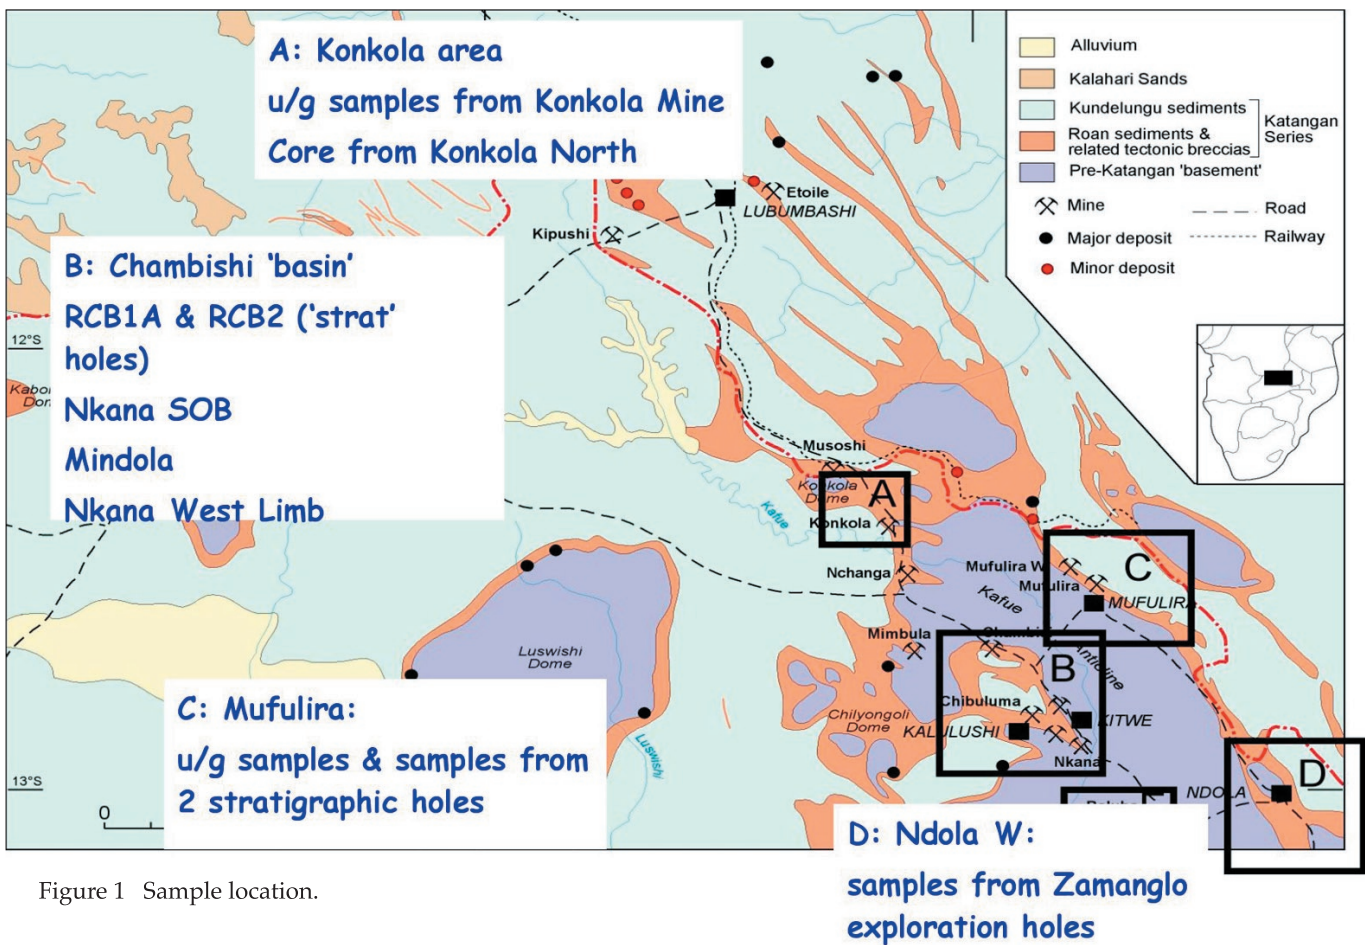 A: Konkola area
u/g samples from Konkola Mine
Core from Konkola North
Alluvium
Kalahari Sands
Kundelungu sediments
Roan sediments &
related tectonic breccias
Katangan
Series
Pre-Katangan 'basement'
Mine
Major deposit
Minor deposit
Road
Railway
Etoile
LUBUMBASHI
Kipushi
B: Chambishi ‘basin’
RCB1A & RCB2 (‘strat’
holes)
Nkana SOB
Mindola
Nkana West Limb
12°S
Musoshi
Konkola
Dome
A
Kafue
Konkola
Nchanga
Mufulira W
Mufulira
C
MUFULIRA
Kafue
Anticline
Mimbula
B
Luswishi
Dome
Chibuluma
Chilyongoli
Dome
KALULUSHI
KITWE
Nkana
Luswishi
C: Mufulira:
u/g samples & samples from
2 stratigraphic holes
13°S
0
NDOLA
D
D: Ndola W:
samples from Zamanglo
exploration holes
Figure 1 Sample location.